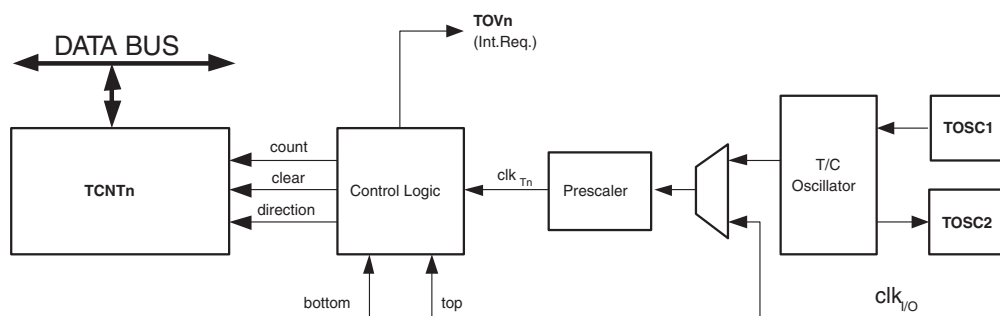 TOVn
(Int.Req.)
DATA BUS
TOSC1
count
T/C
Oscillator
clk Tn
TCNTn
clear
Control Logic
Prescaler
direction
TOSC2
bottom
top
clkI/O